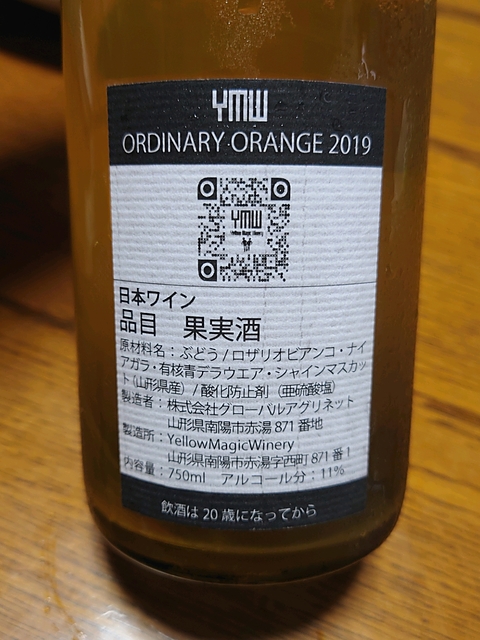 YMW
ORDINARY ORANGE 2019
YMW
日本ワイン
品目 果実酒
原材料名：ぶどう/ロザリオビアンコ・ナイ
アガラ・有核青デラウエア・シャインマスカッ
ト(山形県産)/酸化防止剤（亜硫酸塩）
製造者：株式会社グローバルアグリネット
山形県南陽市赤湯871番地
製造所：YellowMagicWinery
山形県南陽市赤湯字西町871番1
内容量：750ml アルコール分：11%
飲酒は20歳になってから